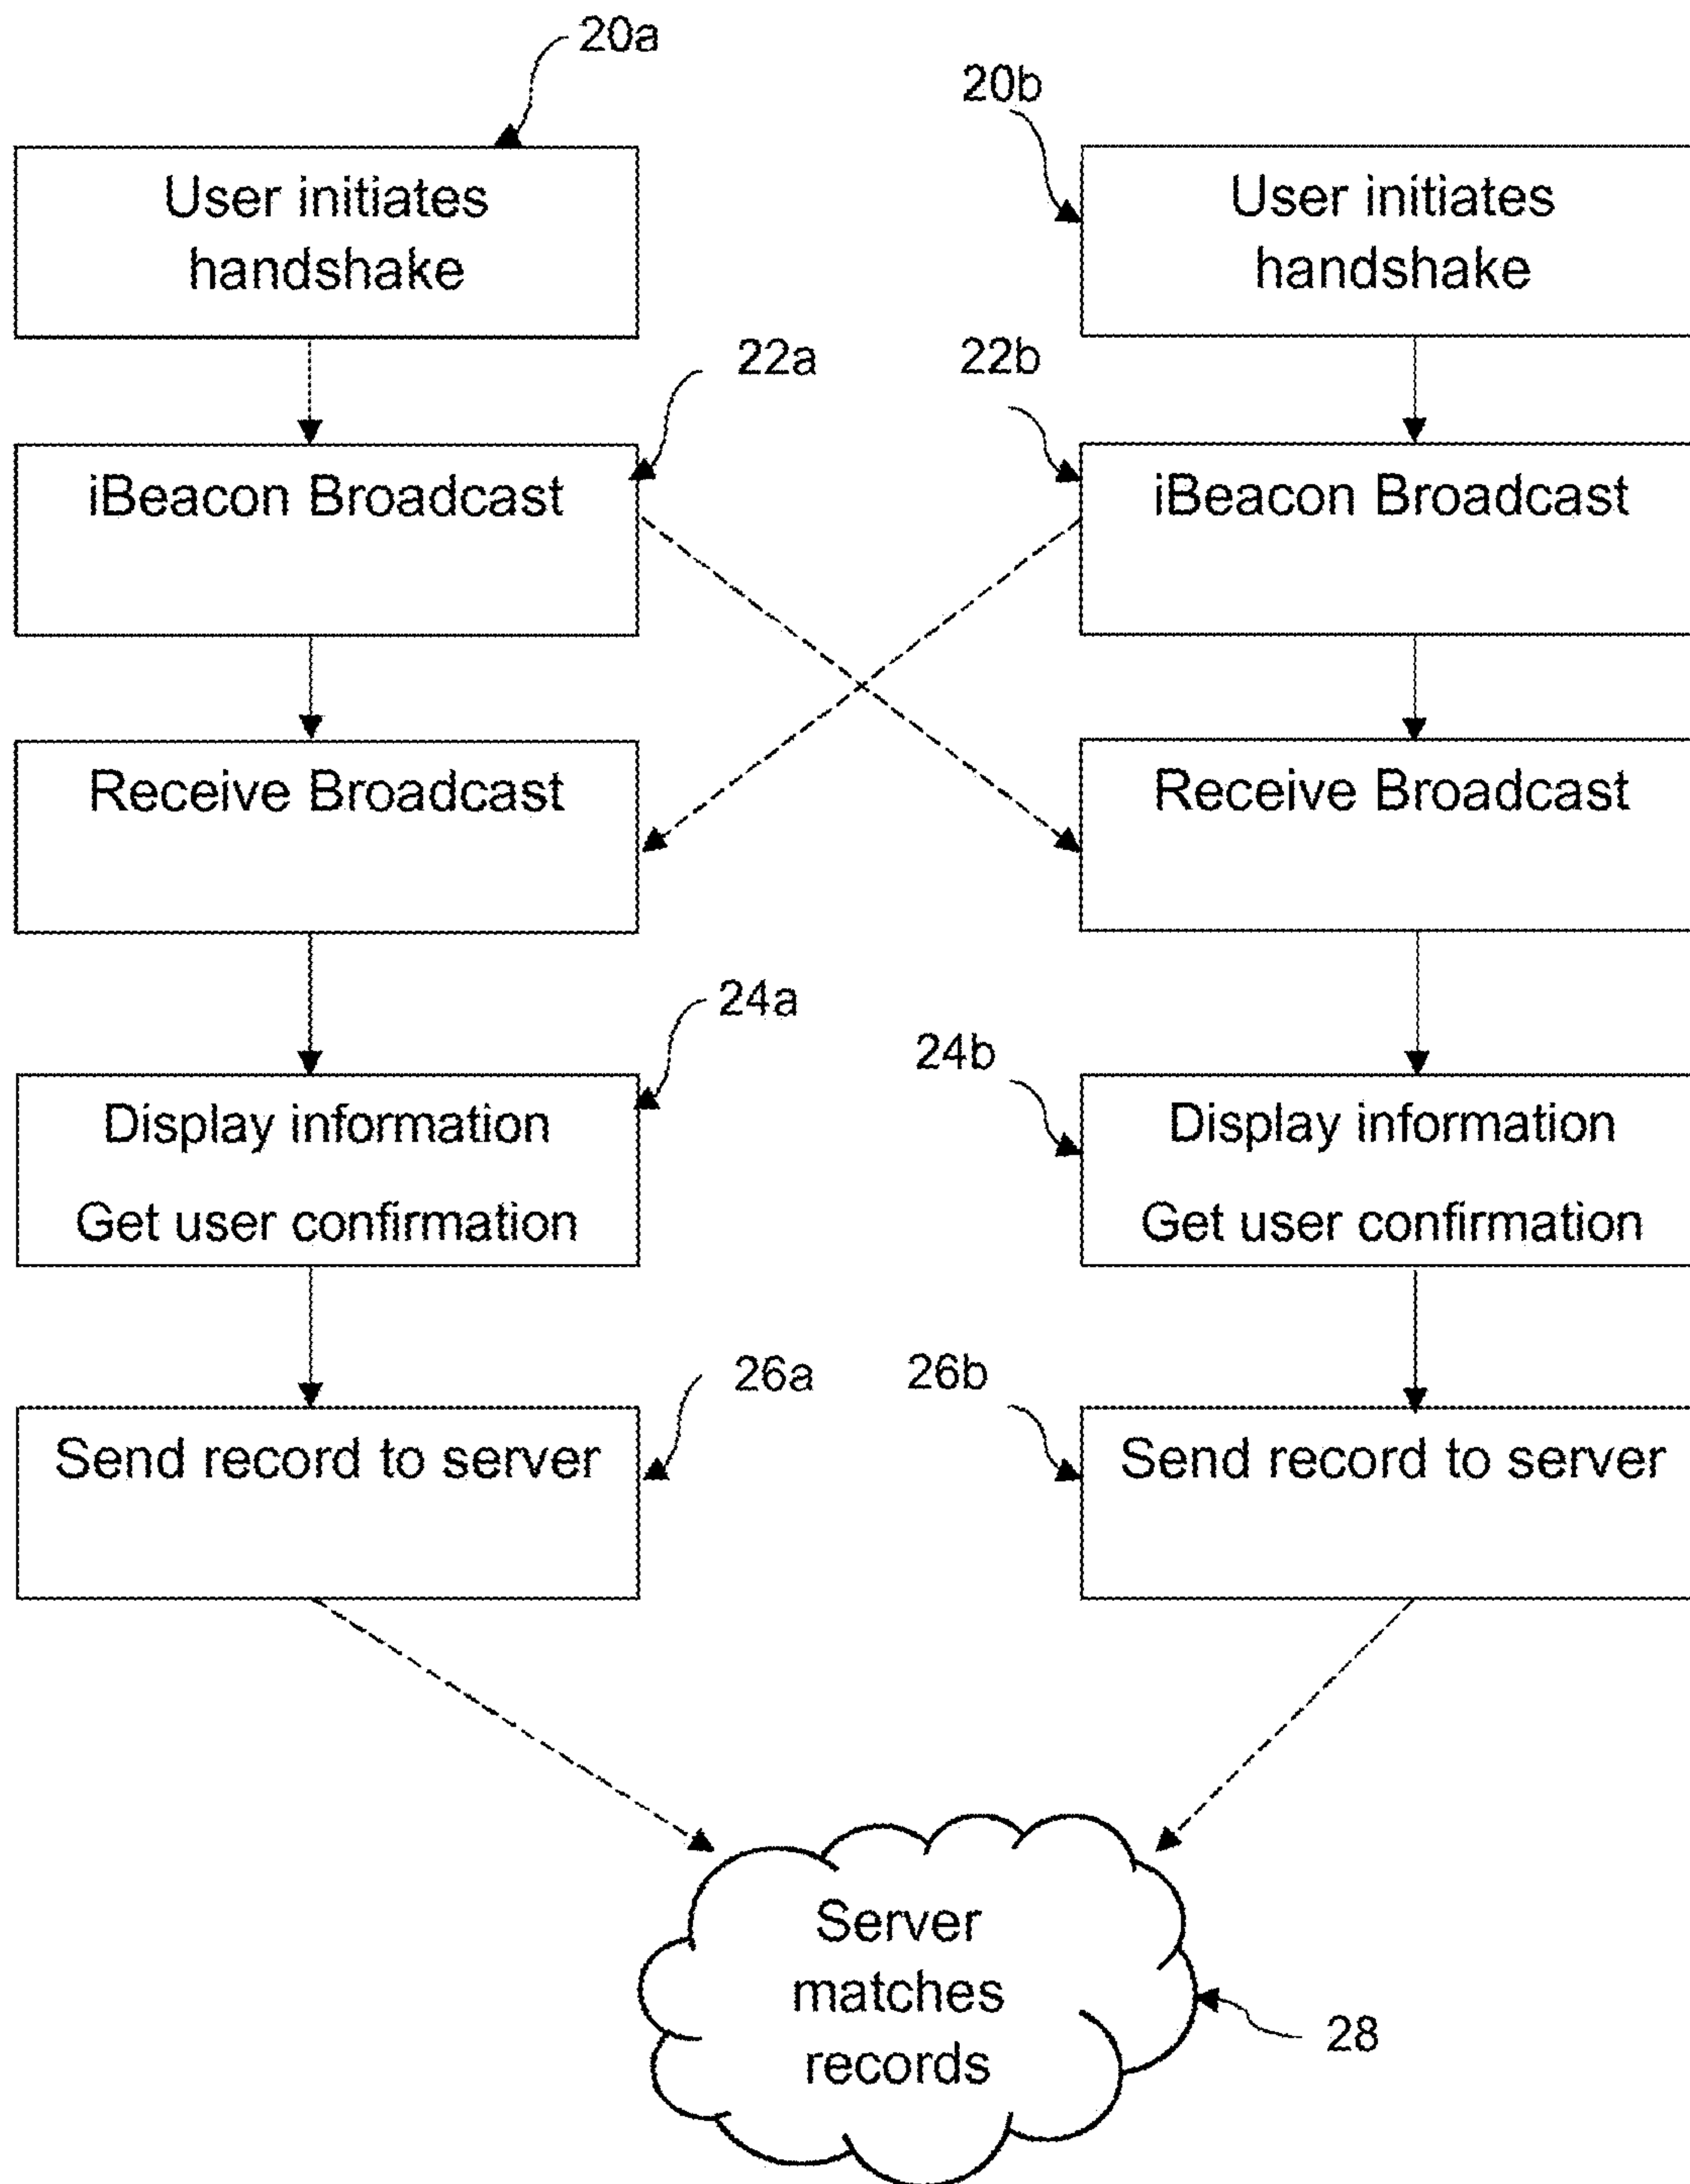 20a
20b
User initiates
handshake
User initiates
handshake
22a
22b
iBeacon Broadcast
iBeacon Broadcast
Receive Broadcast
Receive Broadcast
24a
24b
Display information
Get user confirmation
Display information
Get user confirmation
26a
26b
Send record to server
Send record to server
Server
matches
records
28